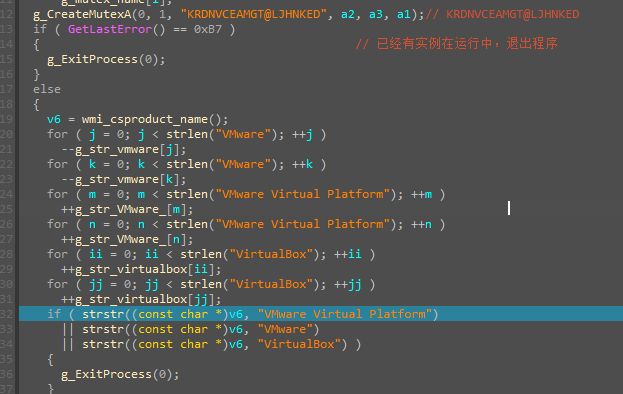 g_mutex_name[i];
13 g_CreateMutexA(0, 1, "KRDNVCEAMGT@LJHNKED", a2, a3, a1);// KRDNVCEAMGT@LJHNKED
13 if ( GetLastError() == 0xB7 )
14 { // 已经有实例在运行中，退出程序
15 g_ExitProcess(0);
16 }
17 else
18 {
19 v6 = wmi_csproduct_name();
20 for ( j = 0; j < strlen("VMware"); ++j )
21 --g_str_vmware[j];
22 for ( k = 0; k < strlen("VMware"); ++k )
23 --g_str_vmware[k];
24 for ( m = 0; m < strlen("VMware Virtual Platform"); ++m )
25 ++g_str_VMware_[m];
26 for ( n = 0; n < strlen("VMware Virtual Platform"); ++n )
27 ++g_str_VMware_[n];
28 for ( ii = 0; ii < strlen("VirtualBox"); ++ii )
29 ++g_str_virtualbox[ii];
30 for ( jj = 0; jj < strlen("VirtualBox"); ++jj )
31 ++g_str_virtualbox[jj];
32 if ( strstr((const char *)v6, "VMware Virtual Platform")
33 || strstr((const char *)v6, "VMware")
34 || strstr((const char *)v6, "VirtualBox") )
35 {
36 g_ExitProcess(0);
37 }